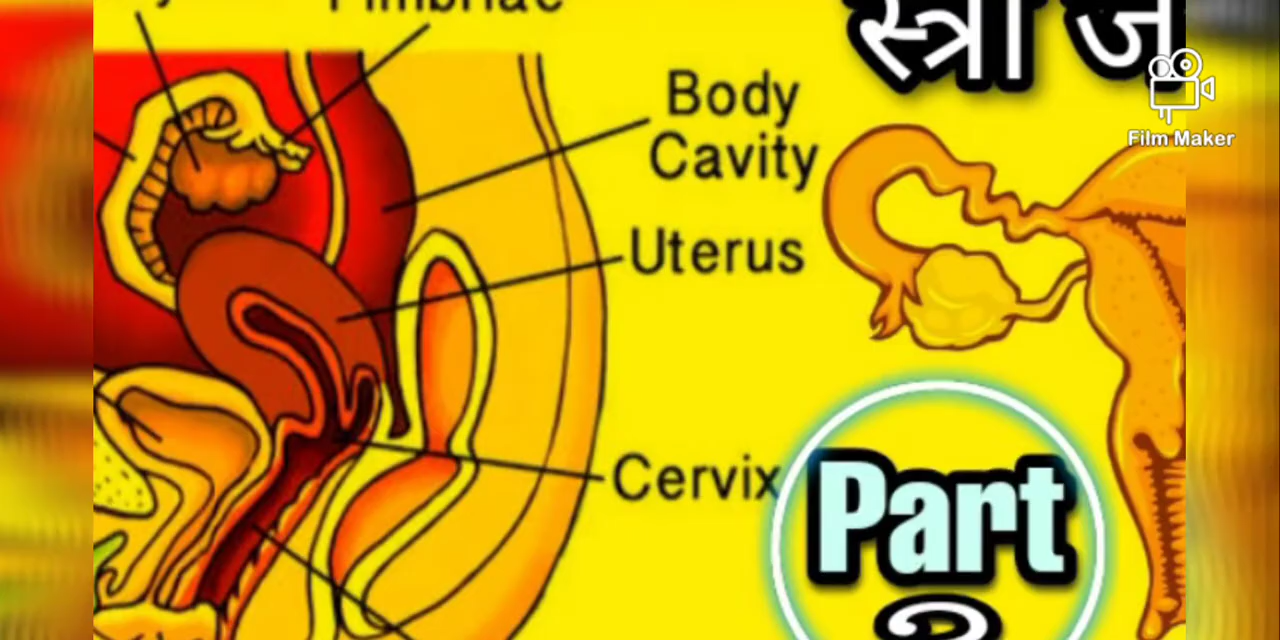 Fimbriae
स्त्री ज
Body
Cavity
Film Maker
Uterus
Cervix
Part